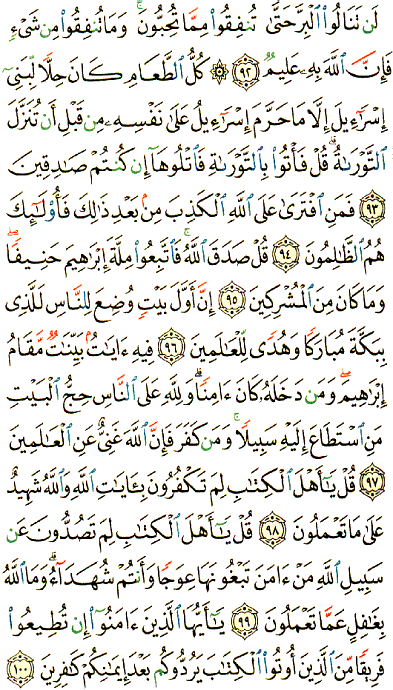 لَن تَنَالُوا۟ ٱلْبِرَّ حَتَّىٰ تُنفِقُوا۟ مِمَّا تُحِبُّونَ ۚ وَمَا تُنفِقُوا۟ مِن شَىْءٍۢ
فَإِنَّ ٱللَّهَ بِهِۦ عَلِيمٌۭ ﴿٩٢﴾ ۞ كُلُّ ٱلطَّعَامِ كَانَ حِلًّۭا لِّبَنِىٓ
إِسْرَٰٓءِيلَ إِلَّا مَا حَرَّمَ إِسْرَٰٓءِيلُ عَلَىٰ نَفْسِهِۦ مِن قَبْلِ أَن تُنَزَّلَ
ٱلتَّوْرَىٰةُ ۗ قُلْ فَأْتُوا۟ بِٱلتَّوْرَىٰةِ فَٱتْلُوهَآ إِن كُنتُمْ صَـٰدِقِينَ
﴿٩٣﴾ فَمَنِ ٱفْتَرَىٰ عَلَى ٱللَّهِ ٱلْكَذِبَ مِنۢ بَعْدِ ذَٰلِكَ فَأُو۟لَـٰٓئِكَ
هُمُ ٱلظَّـٰلِمُونَ ﴿٩٤﴾ قُلْ صَدَقَ ٱللَّهُ ۗ فَٱتَّبِعُوا۟ مِلَّةَ إِبْرَٰهِيمَ حَنِيفًۭا ۖ
وَمَا كَانَ مِنَ ٱلْمُشْرِكِينَ ﴿٩٥﴾ إِنَّ أَوَّلَ بَيْتٍۢ وُضِعَ لِلنَّاسِ لَلَّذِى
بِبَكَّةَ مُبَارَكًۭا وَهُدًۭى لِّلْعَـٰلَمِينَ ﴿٩٦﴾ فِيهِ ءَايَـٰتٌۢ بَيِّنَـٰتٌۭ مَّقَامُ
إِبْرَٰهِيمَ ۖ وَمَن دَخَلَهُۥ كَانَ ءَامِنًۭا ۗ وَلِلَّهِ عَلَى ٱلنَّاسِ حِجُّ ٱلْبَيْتِ
مَنِ ٱسْتَطَاعَ إِلَيْهِ سَبِيلًۭا ۚ وَمَن كَفَرَ فَإِنَّ ٱللَّهَ غَنِىٌّ عَنِ ٱلْعَـٰلَمِينَ
﴿٩٧﴾ قُلْ يَـٰٓأَهْلَ ٱلْكِتَـٰبِ لِمَ تَكْفُرُونَ بِـَٔايَـٰتِ ٱللَّهِ وَٱللَّهُ شَهِيدٌ
عَلَىٰ مَا تَعْمَلُونَ ﴿٩٨﴾ قُلْ يَـٰٓأَهْلَ ٱلْكِتَـٰبِ لِمَ تَصُدُّونَ عَن
سَبِيلِ ٱللَّهِ مَنْ ءَامَنَ تَبْغُونَهَا عِوَجًۭا وَأَنتُمْ شُهَدَآءُ ۗ وَمَا ٱللَّهُ
بِغَـٰفِلٍ عَمَّا تَعْمَلُونَ ﴿٩٩﴾ يَـٰٓأَيُّهَا ٱلَّذِينَ ءَامَنُوٓا۟ إِن تُطِيعُوا۟
فَرِيقًۭا مِّنَ ٱلَّذِينَ أُوتُوا۟ ٱلْكِتَـٰبَ يَرُدُّوكُم بَعْدَ إِيمَـٰنِكُمْ كَـٰفِرِينَ ﴿١٠٠﴾